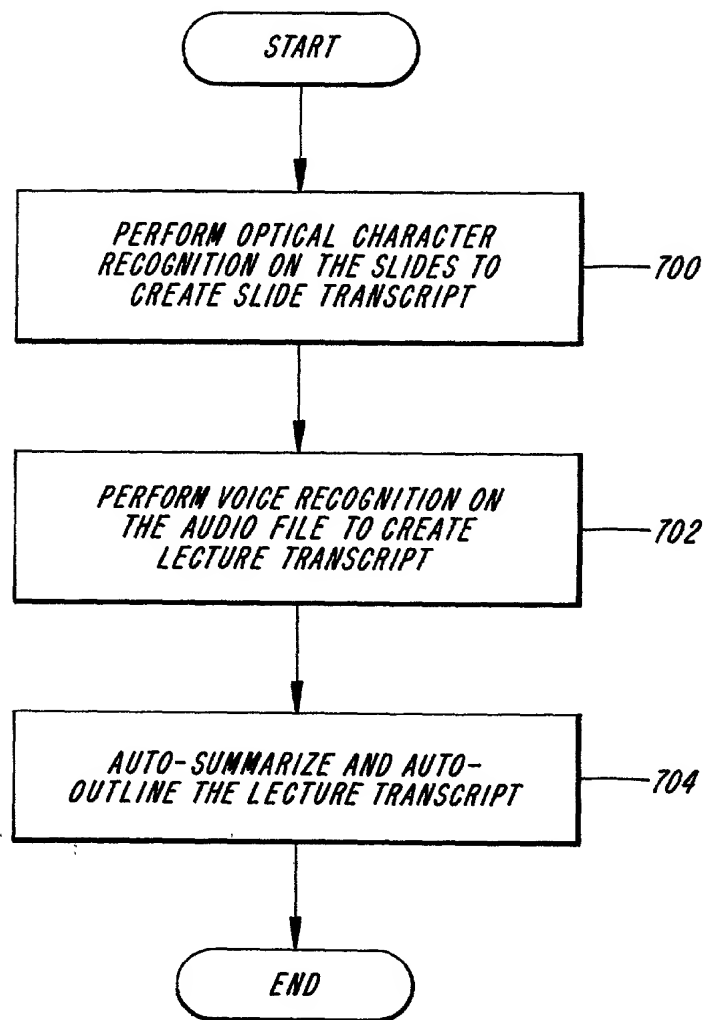 START
PERFORM OPTICAL CHARACTER
RECOGNITION ON THE SLIDES TO
CREATE SLIDE TRANSCRIPT
700
PERFORM VOICE RECOGNITION ON
THE AUDIO FILE TO CREATE
LECTURE TRANSCRIPT
702
AUTO-SUMMARIZE AND AUTO-
OUTLINE THE LECTURE TRANSCRIPT
704
END